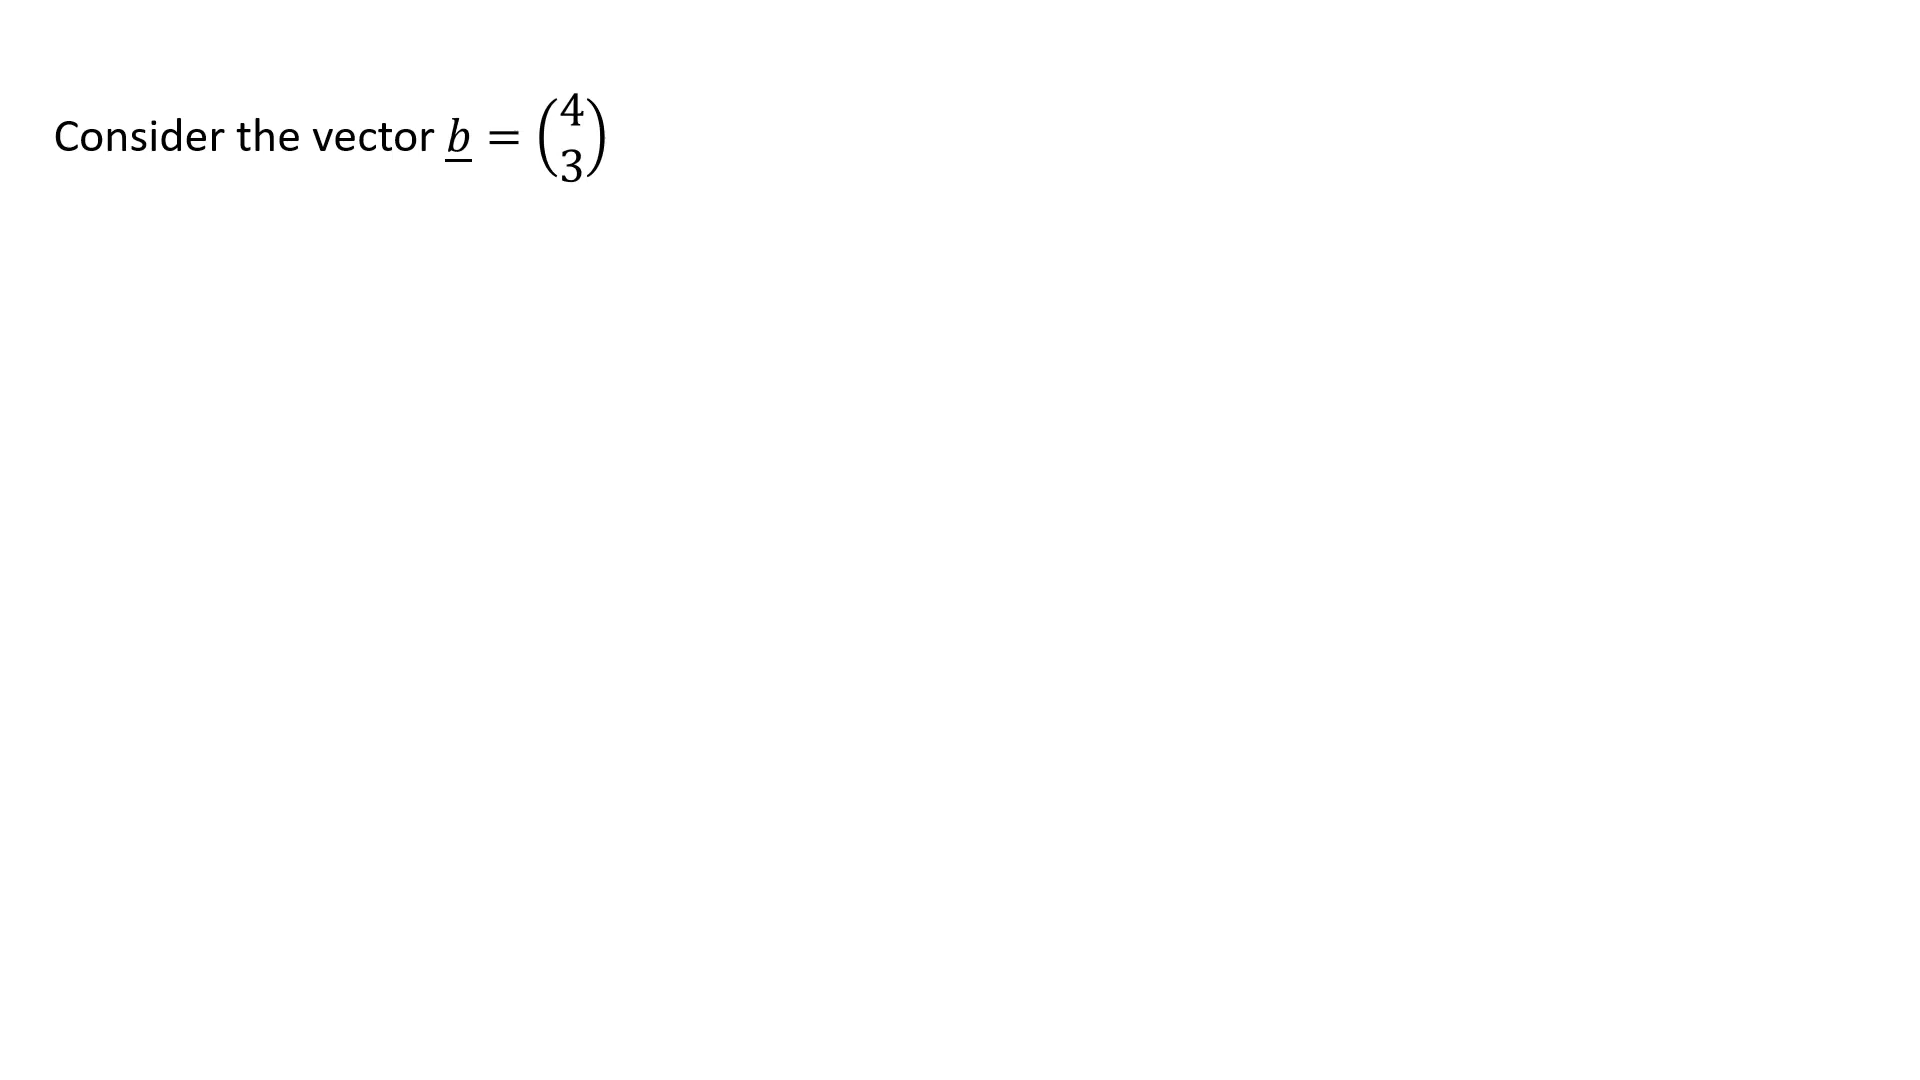 Consider the vector b = (4
3)